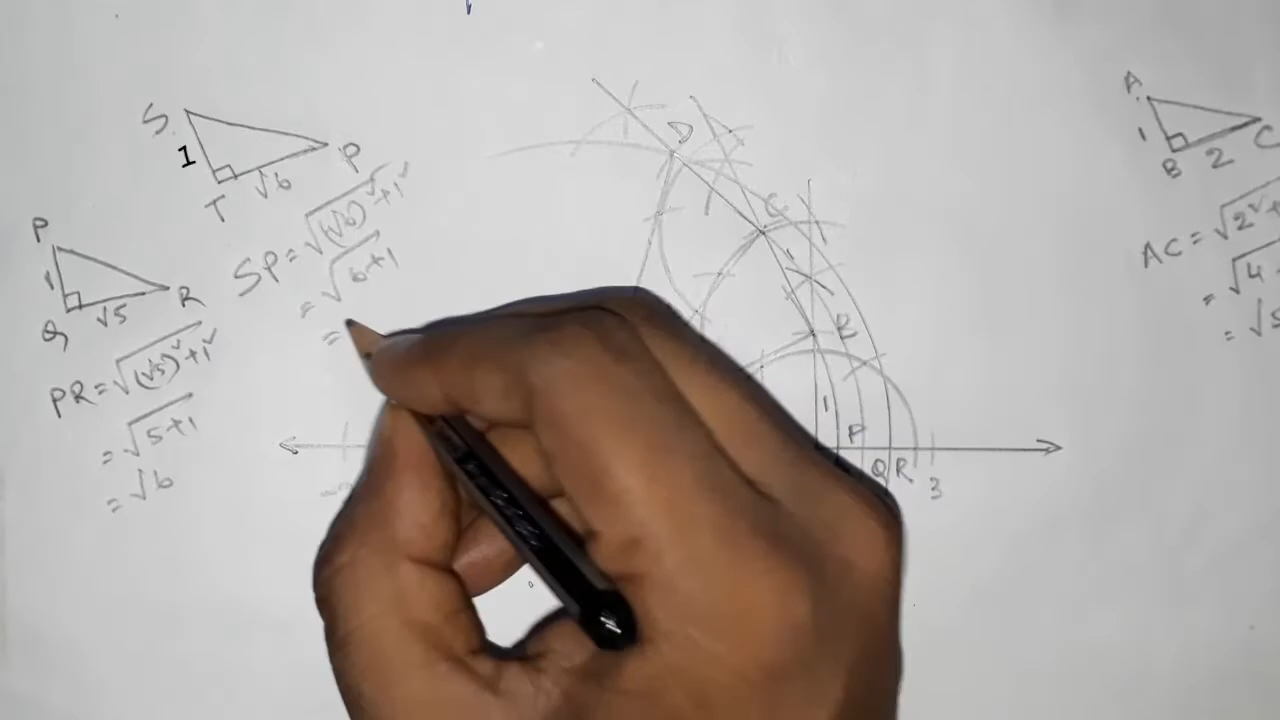 S
1
T
√6
P
SP = √(√6)² + 1²
= √6+1
=
P
1
Q
√5
R
PR = √(√5)² + 1²
= √5+1
= √6
D
C
1
B
1
P
Q R 3
A
1
B
2
C
AC = √2² +
= √4
= √5